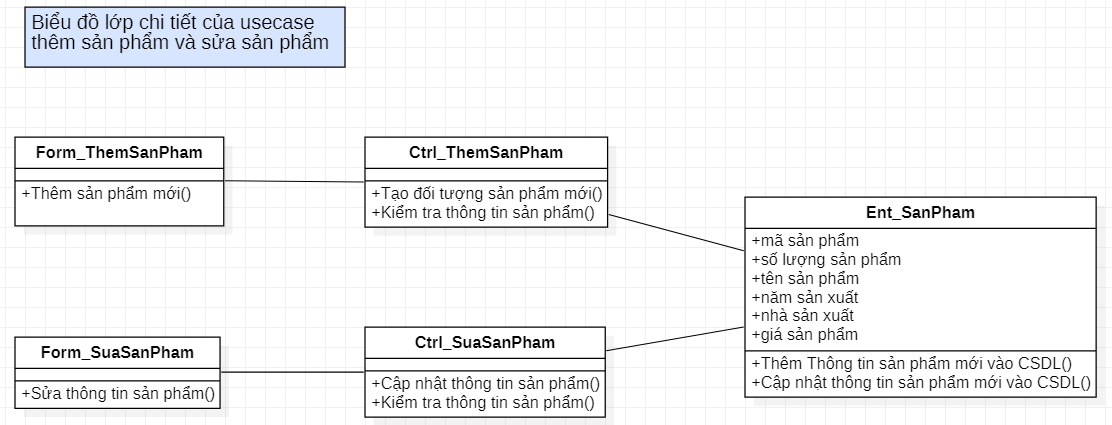 Biểu đồ lớp chi tiết của usecase
thêm sản phẩm và sửa sản phẩm
Form_ThemSanPham
+Thêm sản phẩm mới()
Ctrl_ThemSanPham
+Tạo đối tượng sản phẩm mới()
+Kiểm tra thông tin sản phẩm()
Ent_SanPham
+mã sản phẩm
+số lượng sản phẩm
+tên sản phẩm
+năm sản xuất
+nhà sản xuất
+giá sản phẩm
+Thêm Thông tin sản phẩm mới vào CSDL()
+Cập nhật thông tin sản phẩm mới vào CSDL()
Form_SuaSanPham
+Sửa thông tin sản phẩm()
Ctrl_SuaSanPham
+Cập nhật thông tin sản phẩm()
+Kiểm tra thông tin sản phẩm()